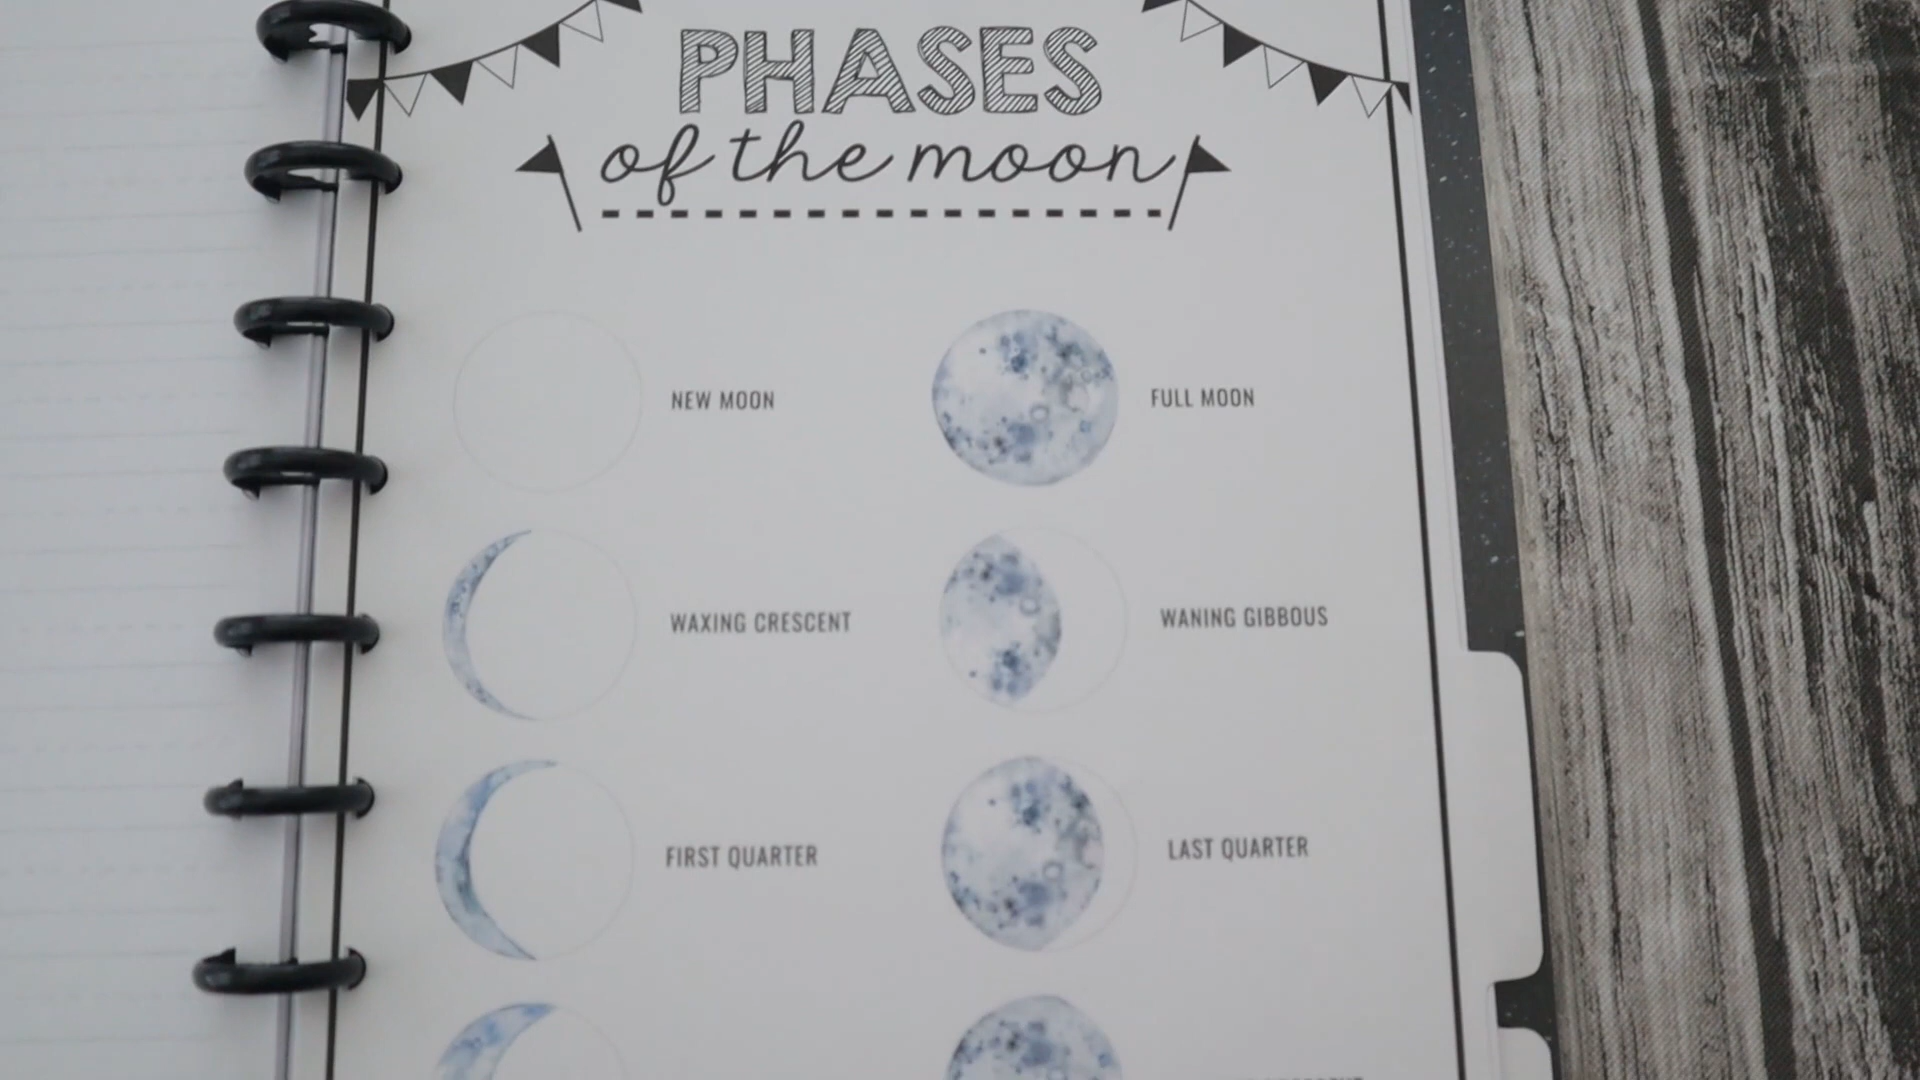 PHASES
of the moon
NEW MOON
FULL MOON
WAXING CRESCENT
WANING GIBBOUS
FIRST QUARTER
LAST QUARTER